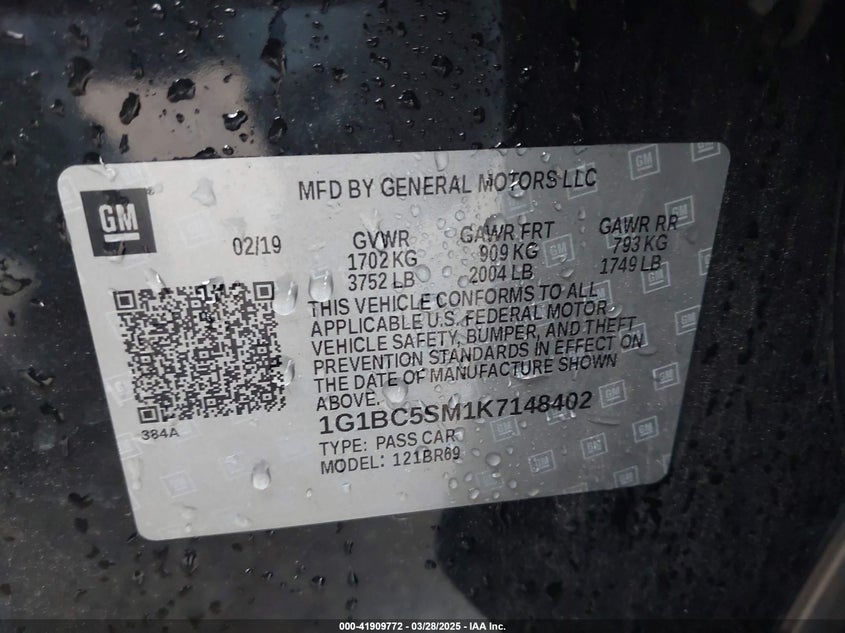 MFD BY GENERAL MOTORS LLC
GM
02/19
GVWR GAWR FRT GAWR RR
1702 KG 909 KG 793 KG
3752 LB 2004 LB 1749 LB
THIS VEHICLE CONFORMS TO ALL
APPLICABLE U.S. FEDERAL MOTOR
VEHICLE SAFETY, BUMPER, AND THEFT
PREVENTION STANDARDS IN EFFECT ON
THE DATE OF MANUFACTURE SHOWN
ABOVE.
384A
1G1BC5SM1K7148402
TYPE: PASS CAR
MODEL: 121BR69
000-41909772 — 03/28/2025 - IAA Inc.